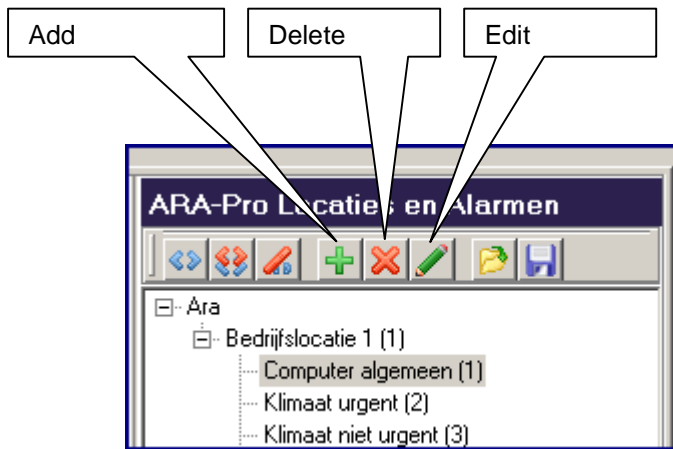 Add
Delete
Edit
ARA-Pro Locaties en Alarmen
Ara
Bedrijfslocatie 1 (1)
Computer algemeen (1)
Klimaat urgent (2)
Klimaat niet urgent (3)